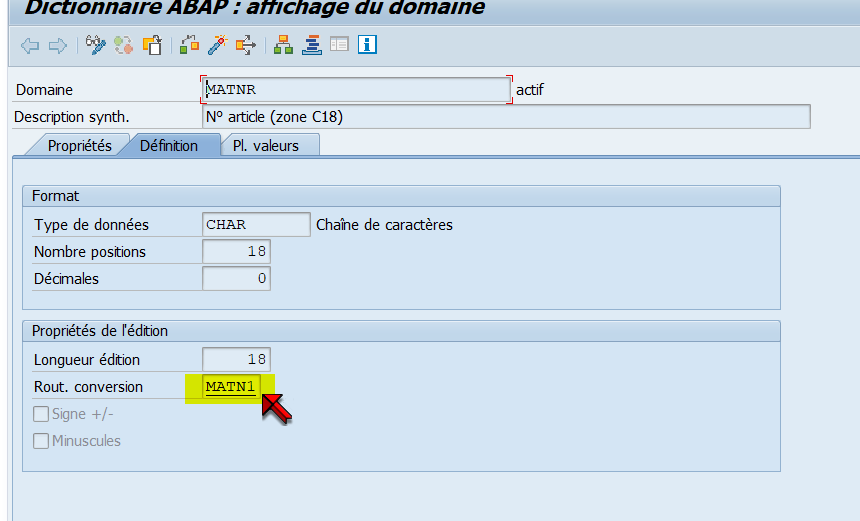 Dictionnaire ABAP : affichage du domaine
Domaine MATNR actif
Description synth. N° article (zone C18)
Propriétés Définition Pl. valeurs
Format
Type de données CHAR Chaîne de caractères
Nombre positions 18
Décimales 0
Propriétés de l'édition
Longueur édition 18
Rout. conversion MATN1
Signe +/-
Minuscules